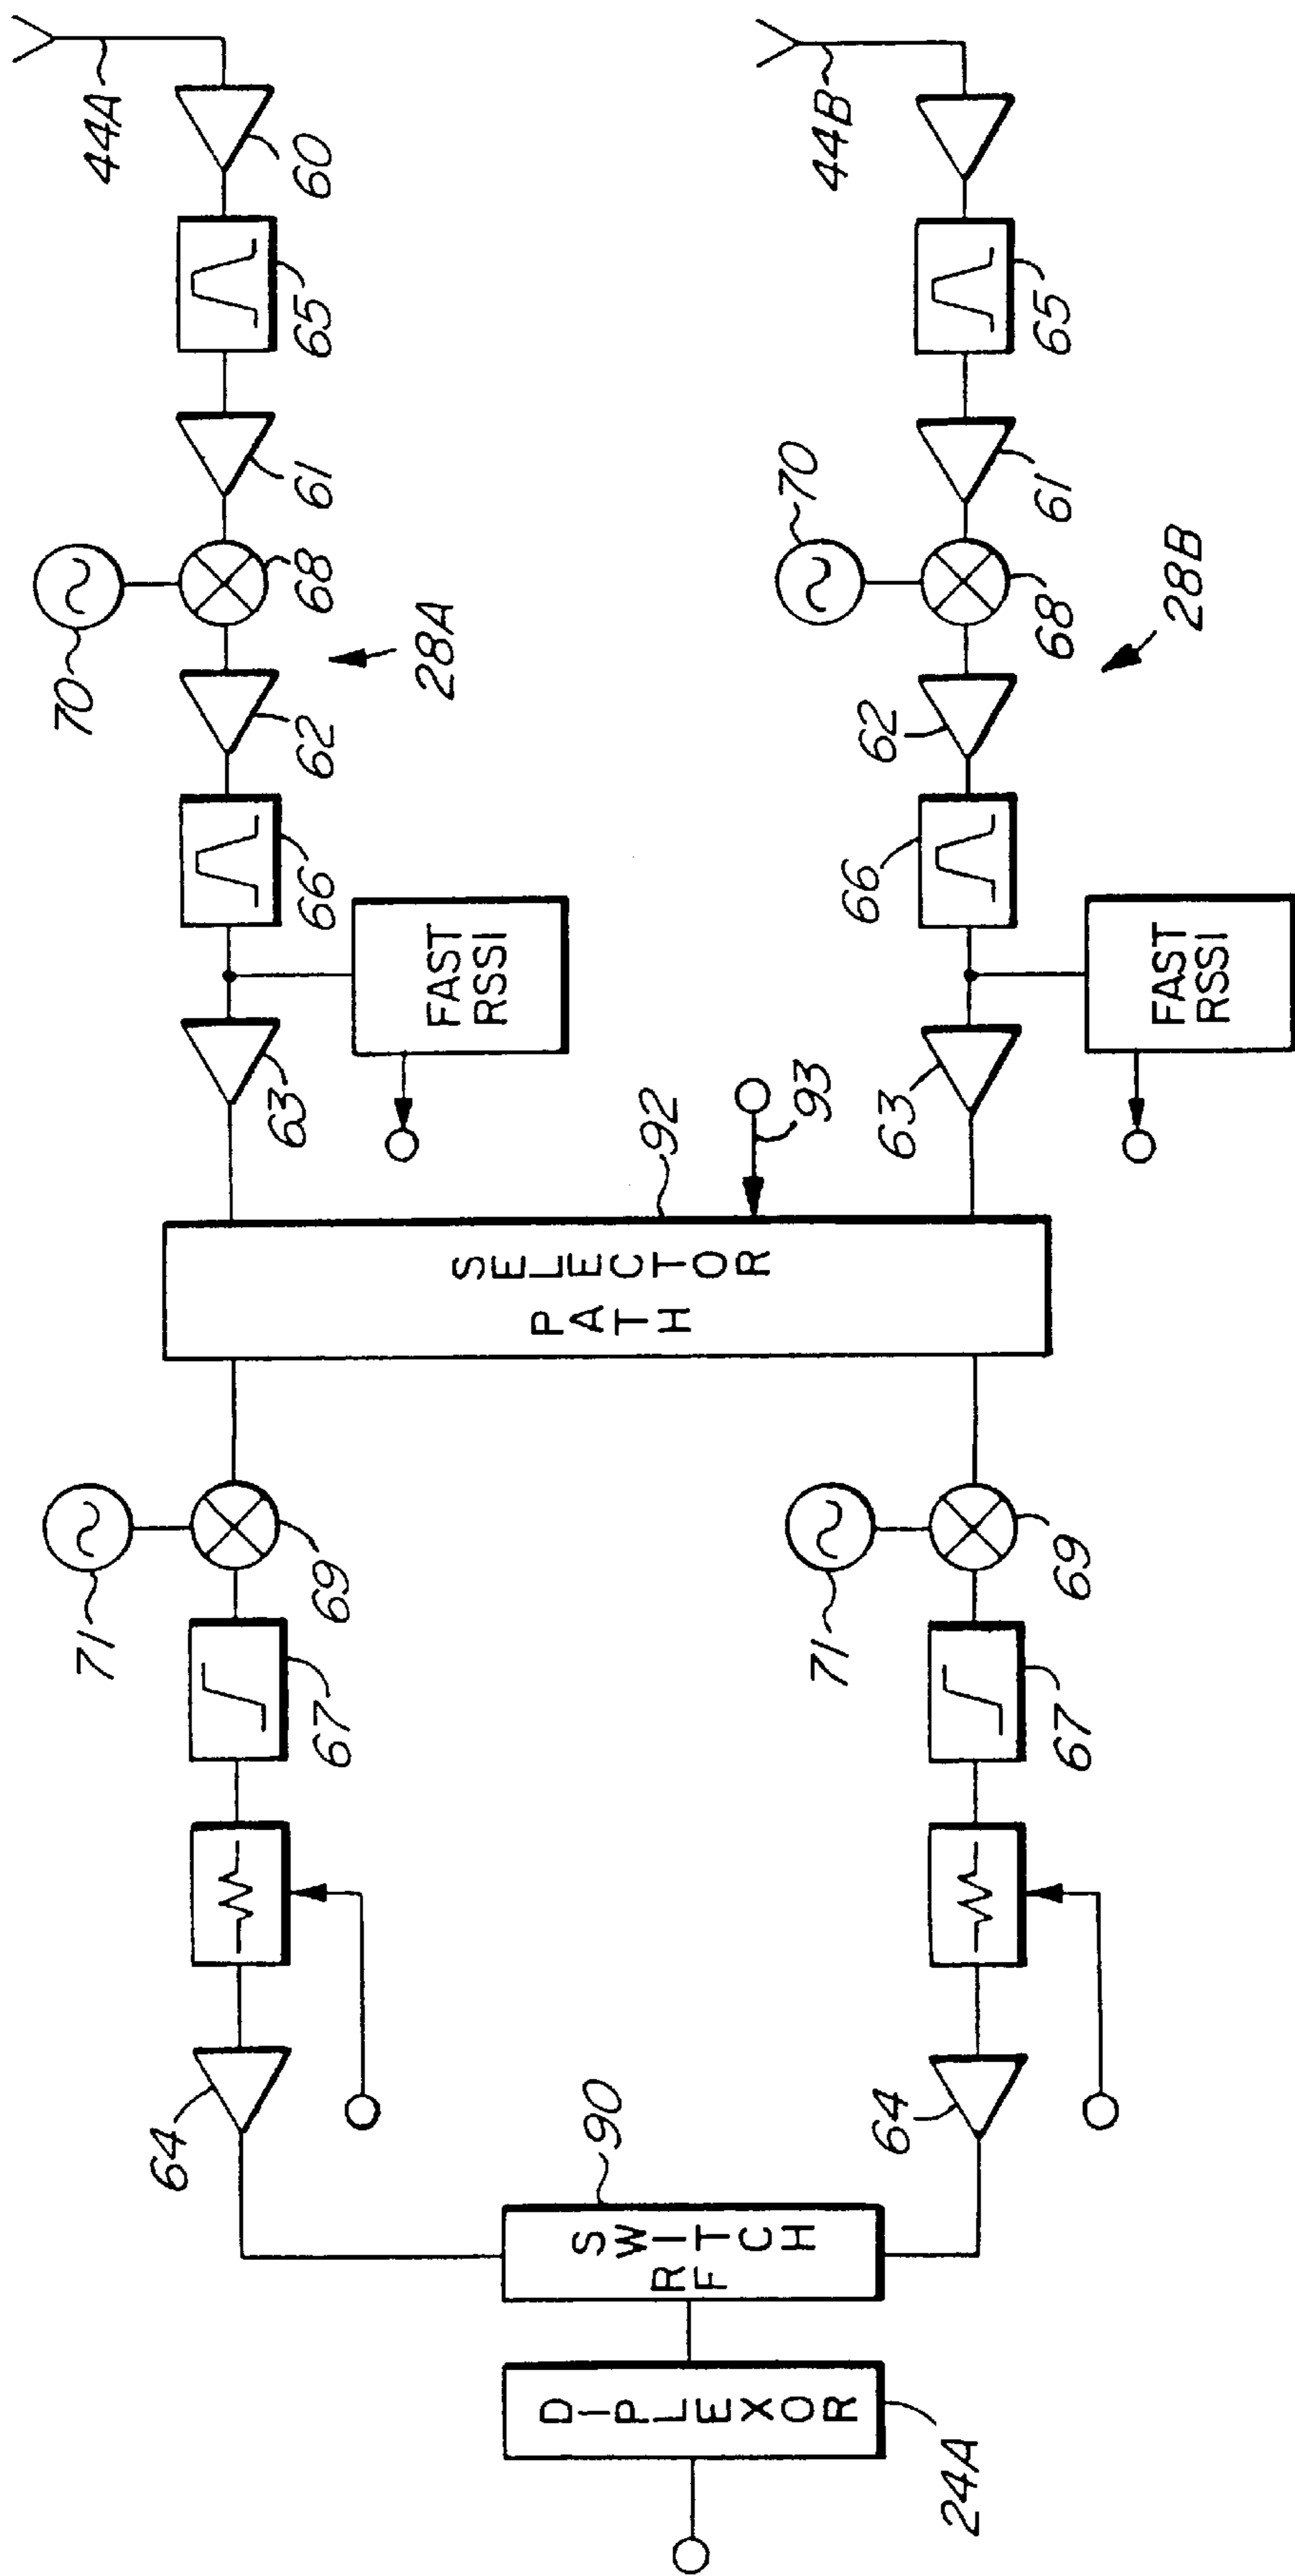 44A
60
65
61
70
68
28A
62
66
FAST
RSSI
63
92
93
SELECTOR
PATH
71
69
67
64
90
SWITCH
RF
DIPLEXOR
24A
44B
65
61
70
68
28B
62
66
FAST
RSSI
63
71
69
67
64